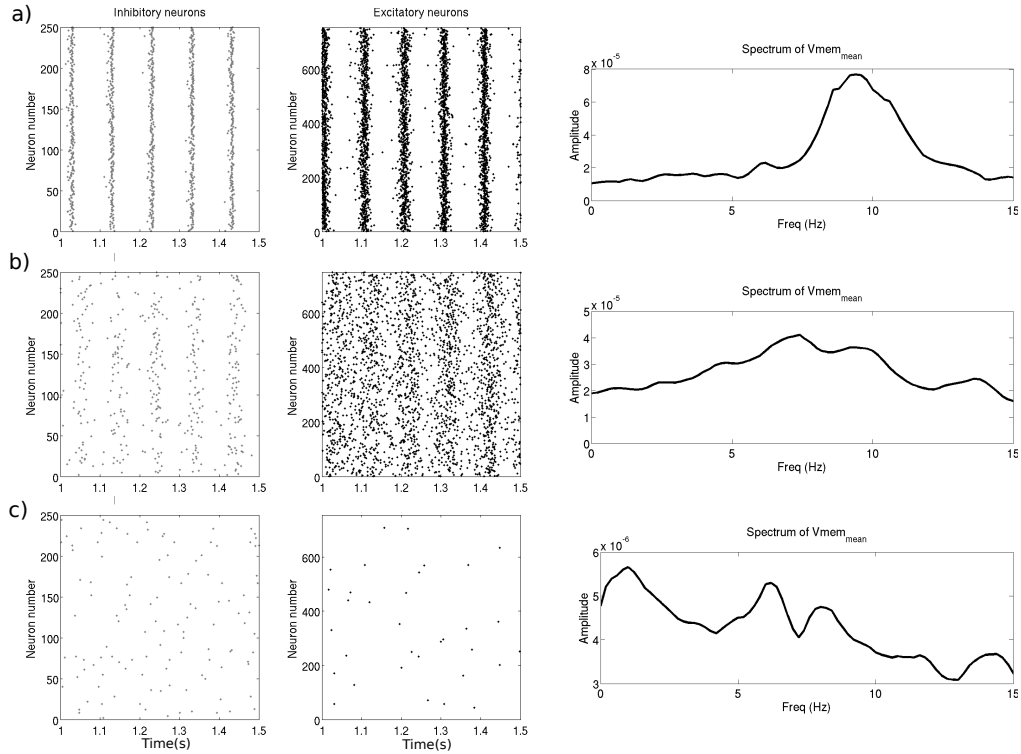 a)
Inhibitory neurons
Excitatory neurons
Neuron number
250
200
150
100
50
0
1 1.1 1.2 1.3 1.4 1.5
Neuron number
600
400
200
0
1 1.1 1.2 1.3 1.4 1.5
Spectrum of Vmem_mean
x 10^-5
Amplitude
8
6
4
2
0
0 5 10 15
Freq (Hz)
b)
Neuron number
250
200
150
100
50
0
1 1.1 1.2 1.3 1.4 1.5
Neuron number
600
400
200
0
1 1.1 1.2 1.3 1.4 1.5
Spectrum of Vmem_mean
x 10^-5
Amplitude
5
4
3
2
1
0
0 5 10 15
Freq (Hz)
c)
Neuron number
250
200
150
100
50
0
1 1.1 1.2 1.3 1.4 1.5
Time(s)
Neuron number
600
400
200
0
1 1.1 1.2 1.3 1.4 1.5
Time(s)
Spectrum of Vmem_mean
x 10^-6
Amplitude
6
5
4
3
0 5 10 15
Freq (Hz)